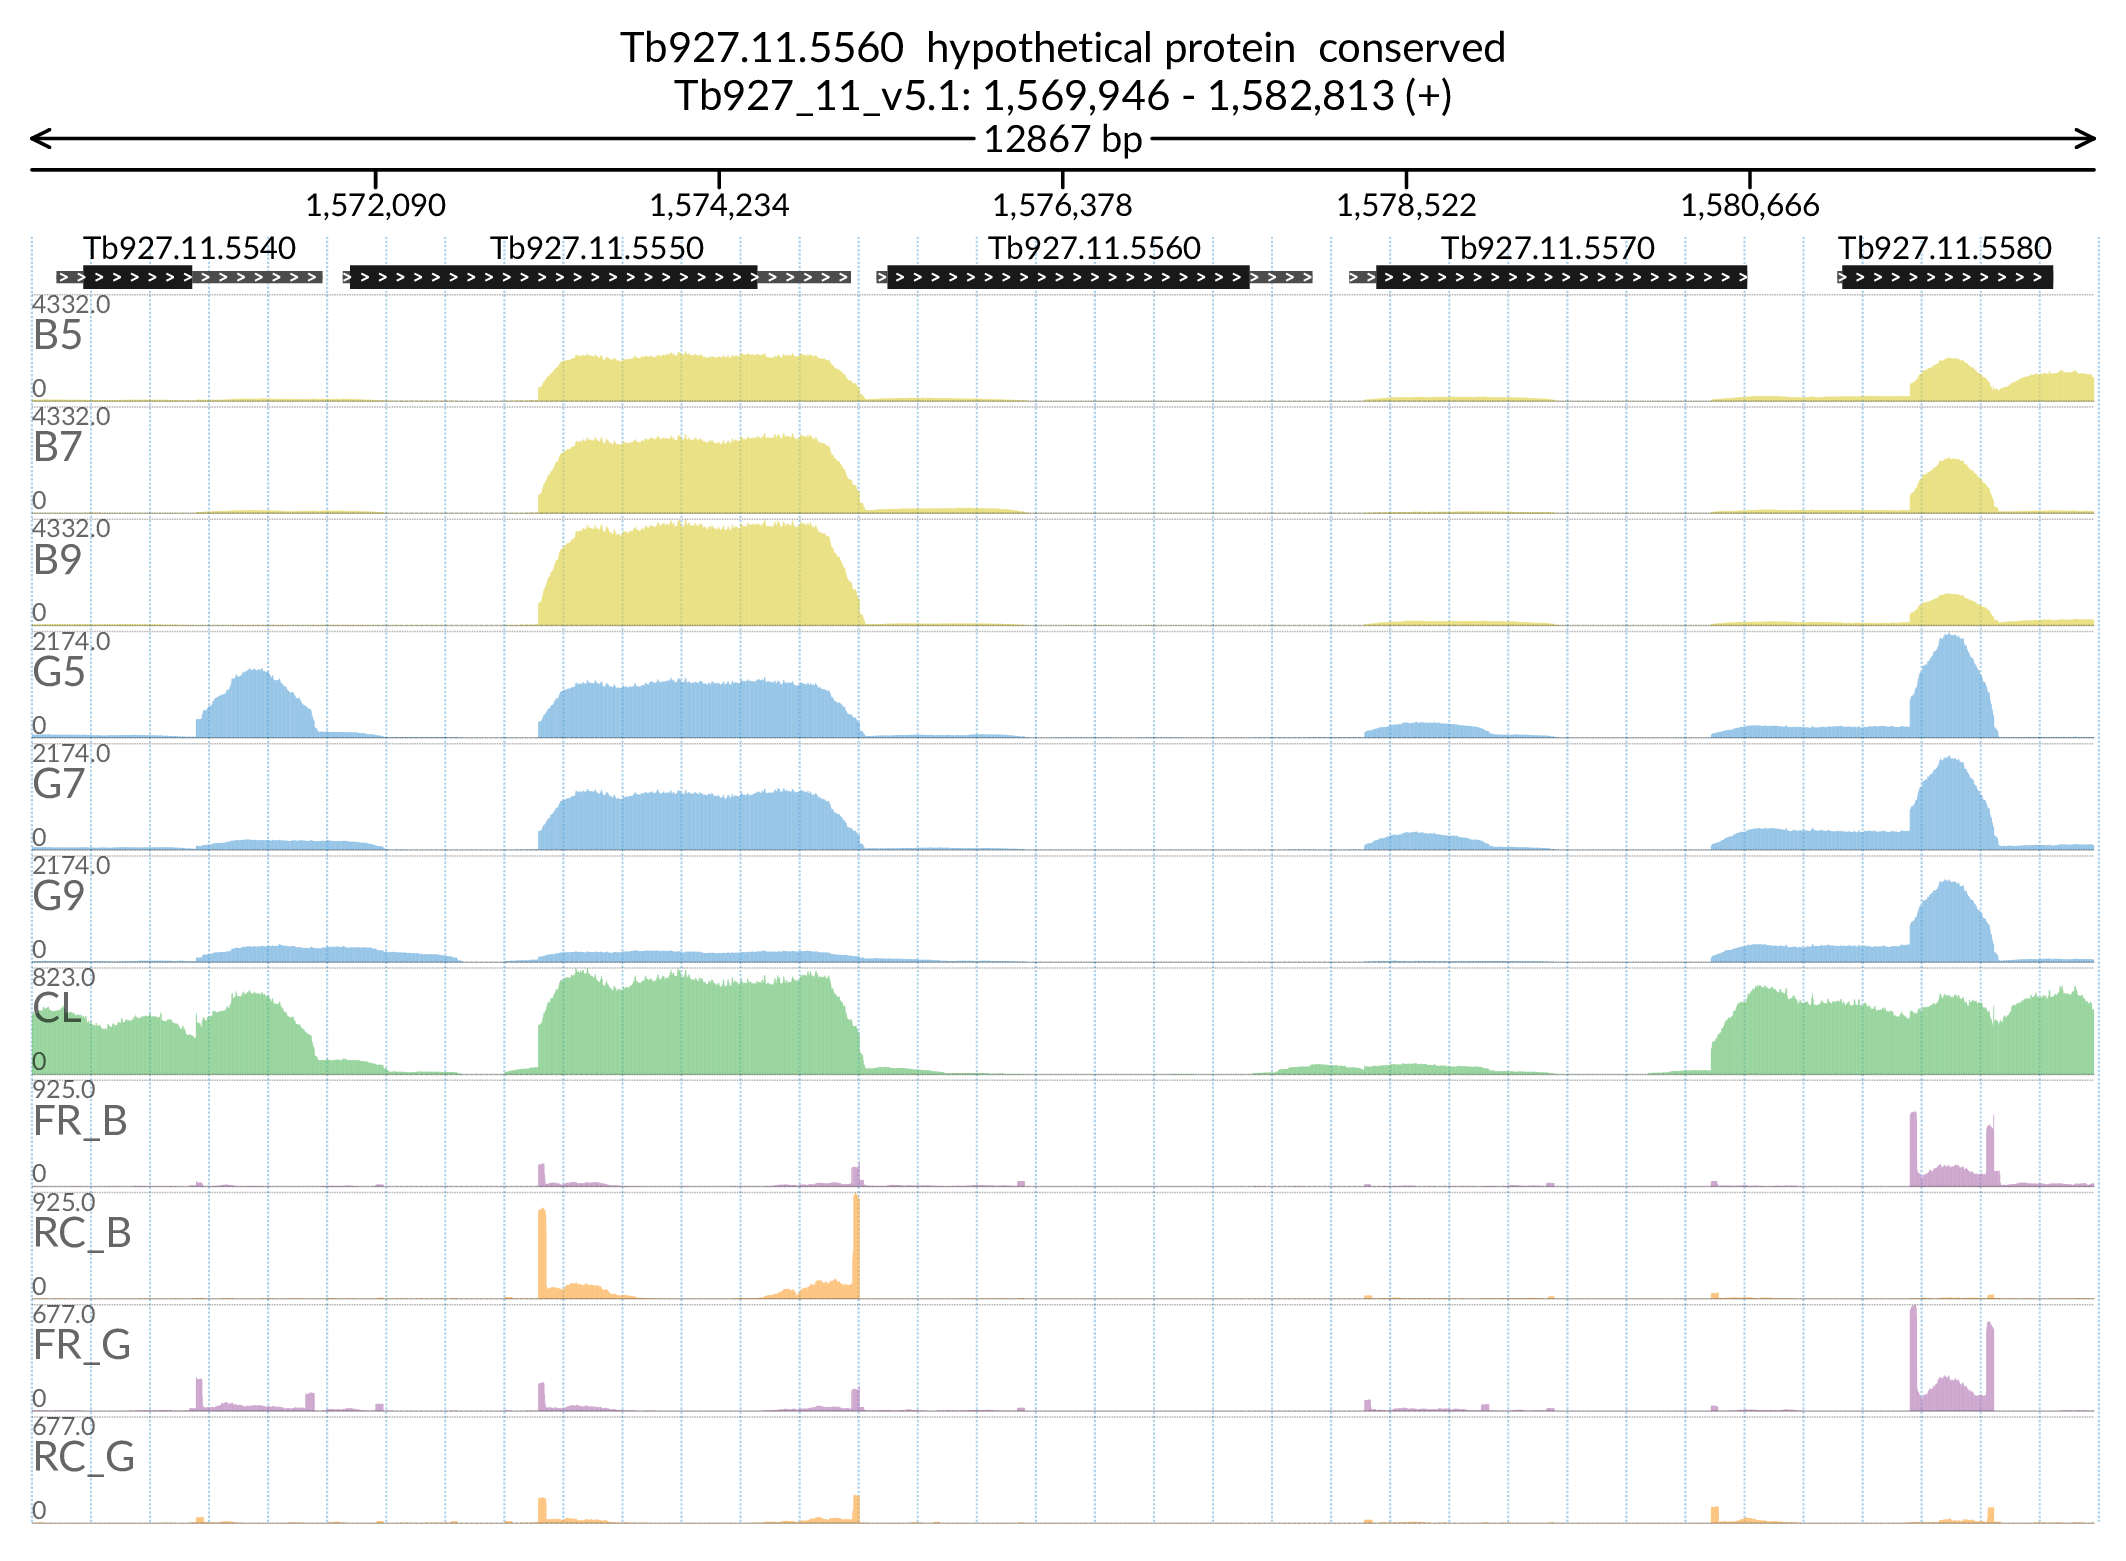 Tb927.11.5560 hypothetical protein conserved
Tb927_11_v5.1: 1,569,946 - 1,582,813 (+)
12867 bp
1,572,090 1,574,234 1,576,378 1,578,522 1,580,666
Tb927.11.5540 Tb927.11.5550 Tb927.11.5560 Tb927.11.5570 Tb927.11.5580
4332.0
B5
0
4332.0
B7
0
4332.0
B9
0
2174.0
G5
0
2174.0
G7
0
2174.0
G9
0
823.0
CL
0
925.0
FR_B
0
925.0
RC_B
0
677.0
FR_G
0
677.0
RC_G
0